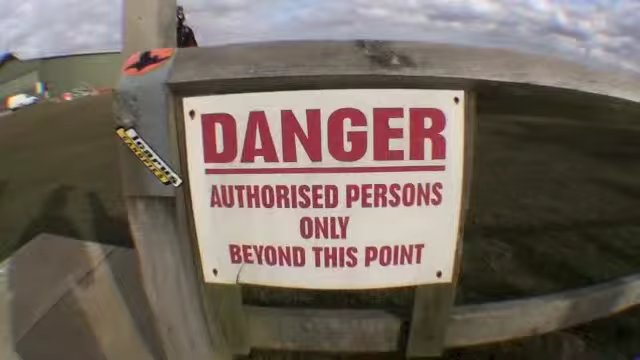 DANGER
AUTHORISED PERSONS
ONLY
BEYOND THIS POINT